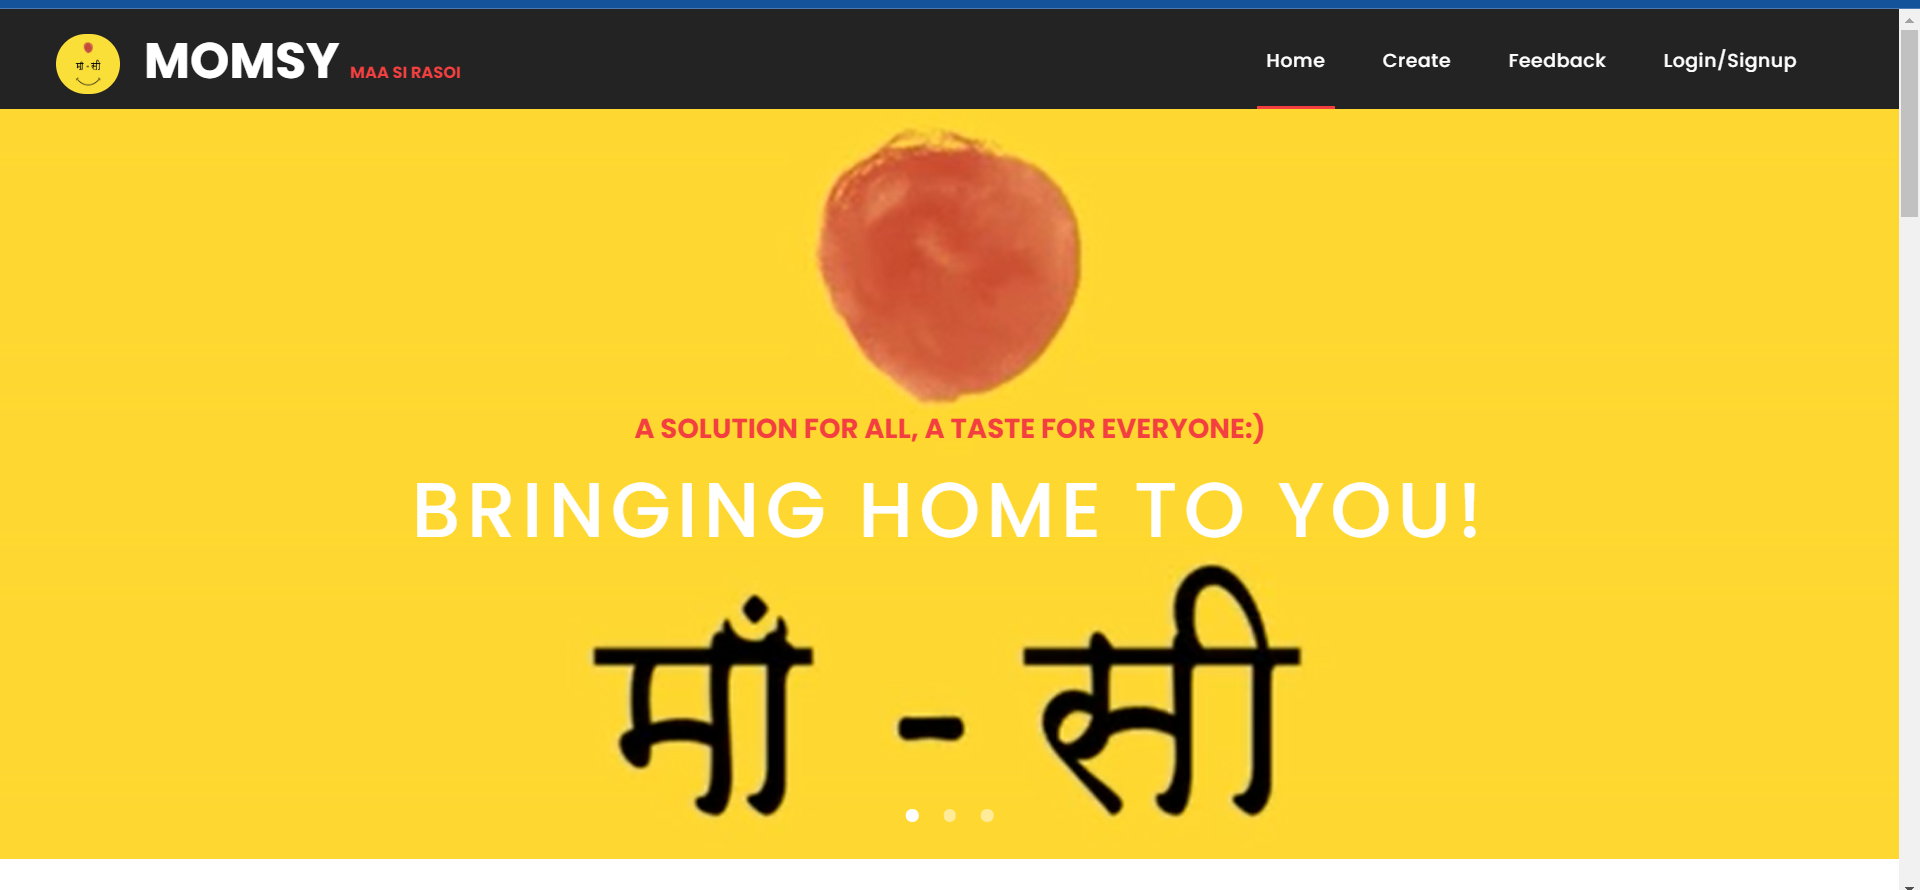 माँ - सी
MOMSY MAA SI RASOI
Home Create Feedback Login/Signup
A SOLUTION FOR ALL, A TASTE FOR EVERYONE:)
BRINGING HOME TO YOU!
माँ - सी